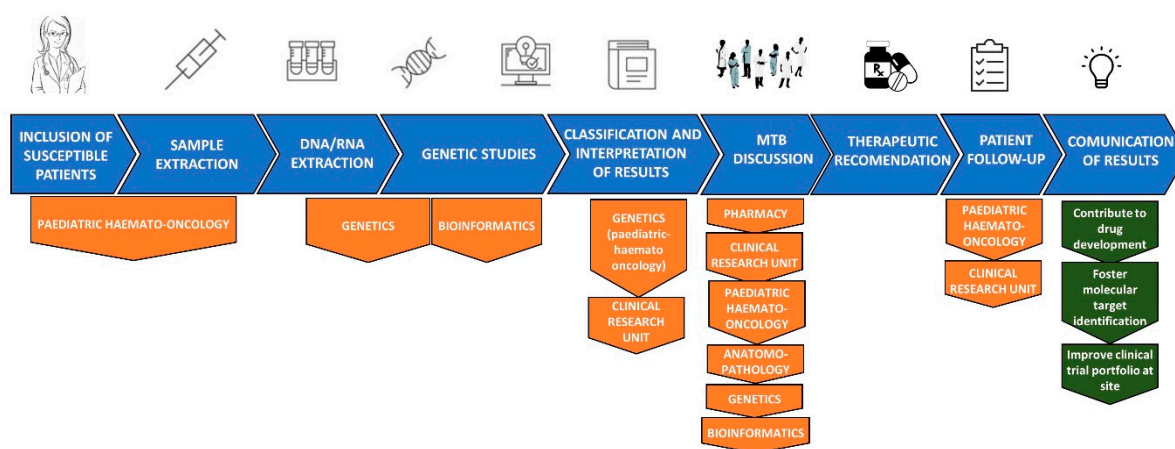 Rx
INCLUSION OF
SUSCEPTIBLE
PATIENTS
SAMPLE
EXTRACTION
DNA/RNA
EXTRACTION
GENETIC STUDIES
CLASSIFICATION AND
INTERPRETATION
OF RESULTS
MTB
DISCUSSION
THERAPEUTIC
RECOMENDATION
PATIENT
FOLLOW-UP
COMUNICATION
OF RESULTS
PAEDIATRIC HAEMATO-ONCOLOGY
GENETICS
BIOINFORMATICS
GENETICS
(paediatric-
haemato
oncology)
CLINICAL
RESEARCH
UNIT
PHARMACY
CLINICAL
RESEARCH UNIT
PAEDIATRIC
HAEMATO-
ONCOLOGY
ANATOMO-
PATHOLOGY
GENETICS
BIOINFORMATICS
PAEDIATRIC
HAEMATO-
ONCOLOGY
CLINICAL
RESEARCH UNIT
Contribute to
drug
development
Foster
molecular
target
identification
Improve clinical
trial portfolio at
site